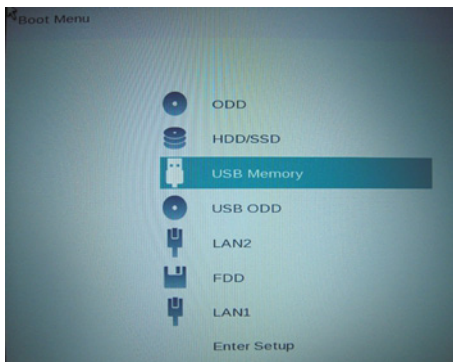 Boot Menu
ODD
HDD/SSD
USB Memory
USB ODD
LAN2
FDD
LAN1
Enter Setup